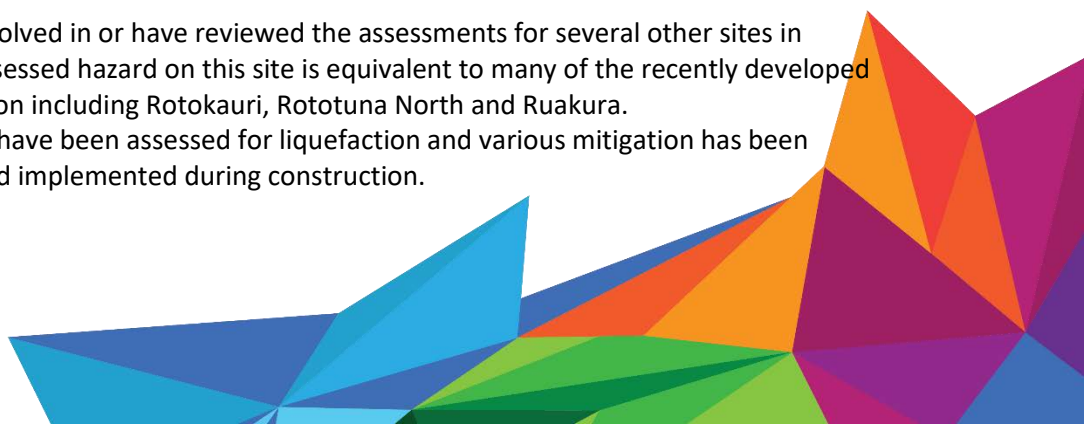 olved in or have reviewed the assessments for several other sites in
sessed hazard on this site is equivalent to many of the recently developed
on including Rotokauri, Rototuna North and Ruakura.
have been assessed for liquefaction and various mitigation has been
d implemented during construction.